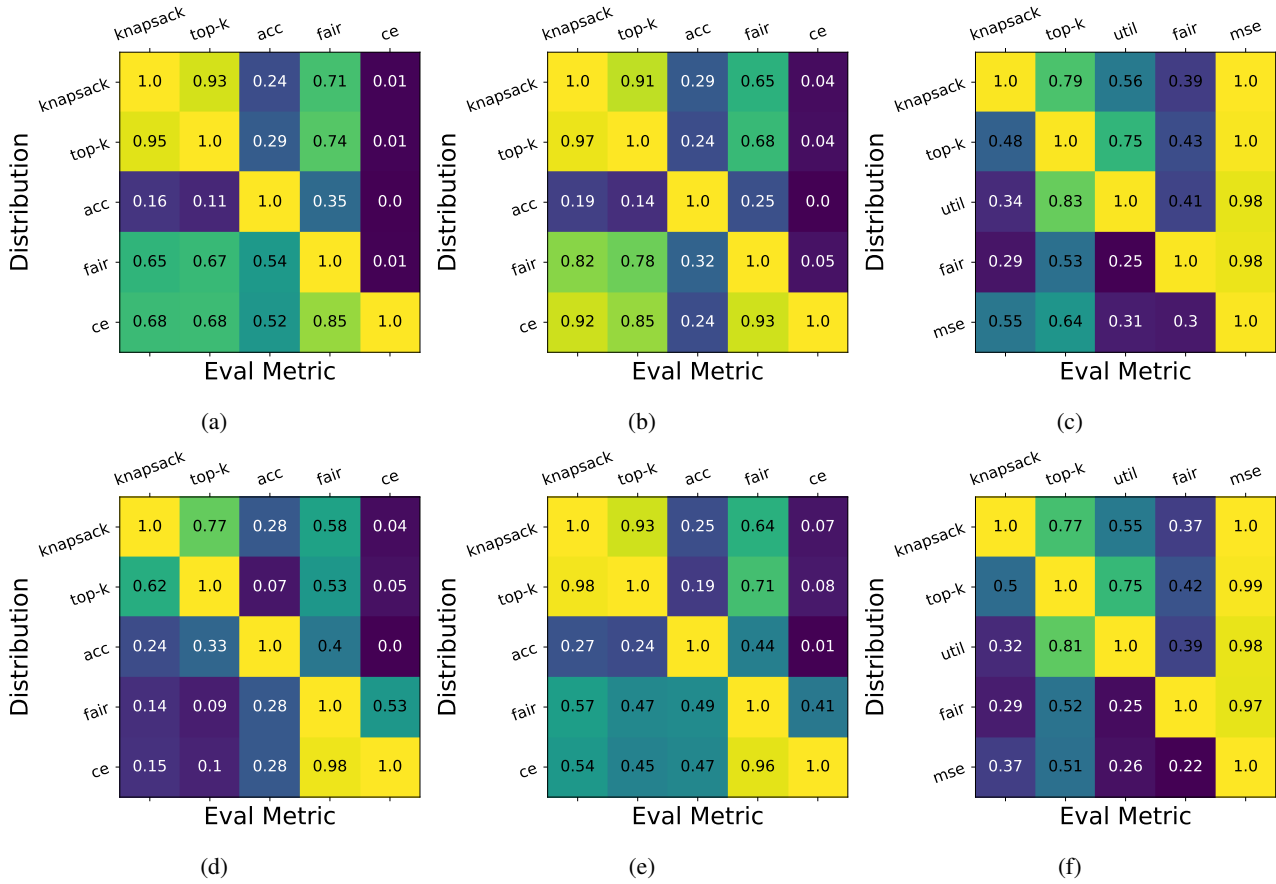 knapsack top-k acc fair ce
knapsack 1.0 0.93 0.24 0.71 0.01
top-k 0.95 1.0 0.29 0.74 0.01
acc 0.16 0.11 1.0 0.35 0.0
fair 0.65 0.67 0.54 1.0 0.01
ce 0.68 0.68 0.52 0.85 1.0
Distribution
Eval Metric
(a)
knapsack top-k acc fair ce
knapsack 1.0 0.91 0.29 0.65 0.04
top-k 0.97 1.0 0.24 0.68 0.04
acc 0.19 0.14 1.0 0.25 0.0
fair 0.82 0.78 0.32 1.0 0.05
ce 0.92 0.85 0.24 0.93 1.0
Distribution
Eval Metric
(b)
knapsack top-k util fair mse
knapsack 1.0 0.79 0.56 0.39 1.0
top-k 0.48 1.0 0.75 0.43 1.0
util 0.34 0.83 1.0 0.41 0.98
fair 0.29 0.53 0.25 1.0 0.98
mse 0.55 0.64 0.31 0.3 1.0
Distribution
Eval Metric
(c)
knapsack top-k acc fair ce
knapsack 1.0 0.77 0.28 0.58 0.04
top-k 0.62 1.0 0.07 0.53 0.05
acc 0.24 0.33 1.0 0.4 0.0
fair 0.14 0.09 0.28 1.0 0.53
ce 0.15 0.1 0.28 0.98 1.0
Distribution
Eval Metric
(d)
knapsack top-k acc fair ce
knapsack 1.0 0.93 0.25 0.64 0.07
top-k 0.98 1.0 0.19 0.71 0.08
acc 0.27 0.24 1.0 0.44 0.01
fair 0.57 0.47 0.49 1.0 0.41
ce 0.54 0.45 0.47 0.96 1.0
Distribution
Eval Metric
(e)
knapsack top-k util fair mse
knapsack 1.0 0.77 0.55 0.37 1.0
top-k 0.5 1.0 0.75 0.42 0.99
util 0.32 0.81 1.0 0.39 0.98
fair 0.29 0.52 0.25 1.0 0.97
mse 0.37 0.51 0.26 0.22 1.0
Distribution
Eval Metric
(f)